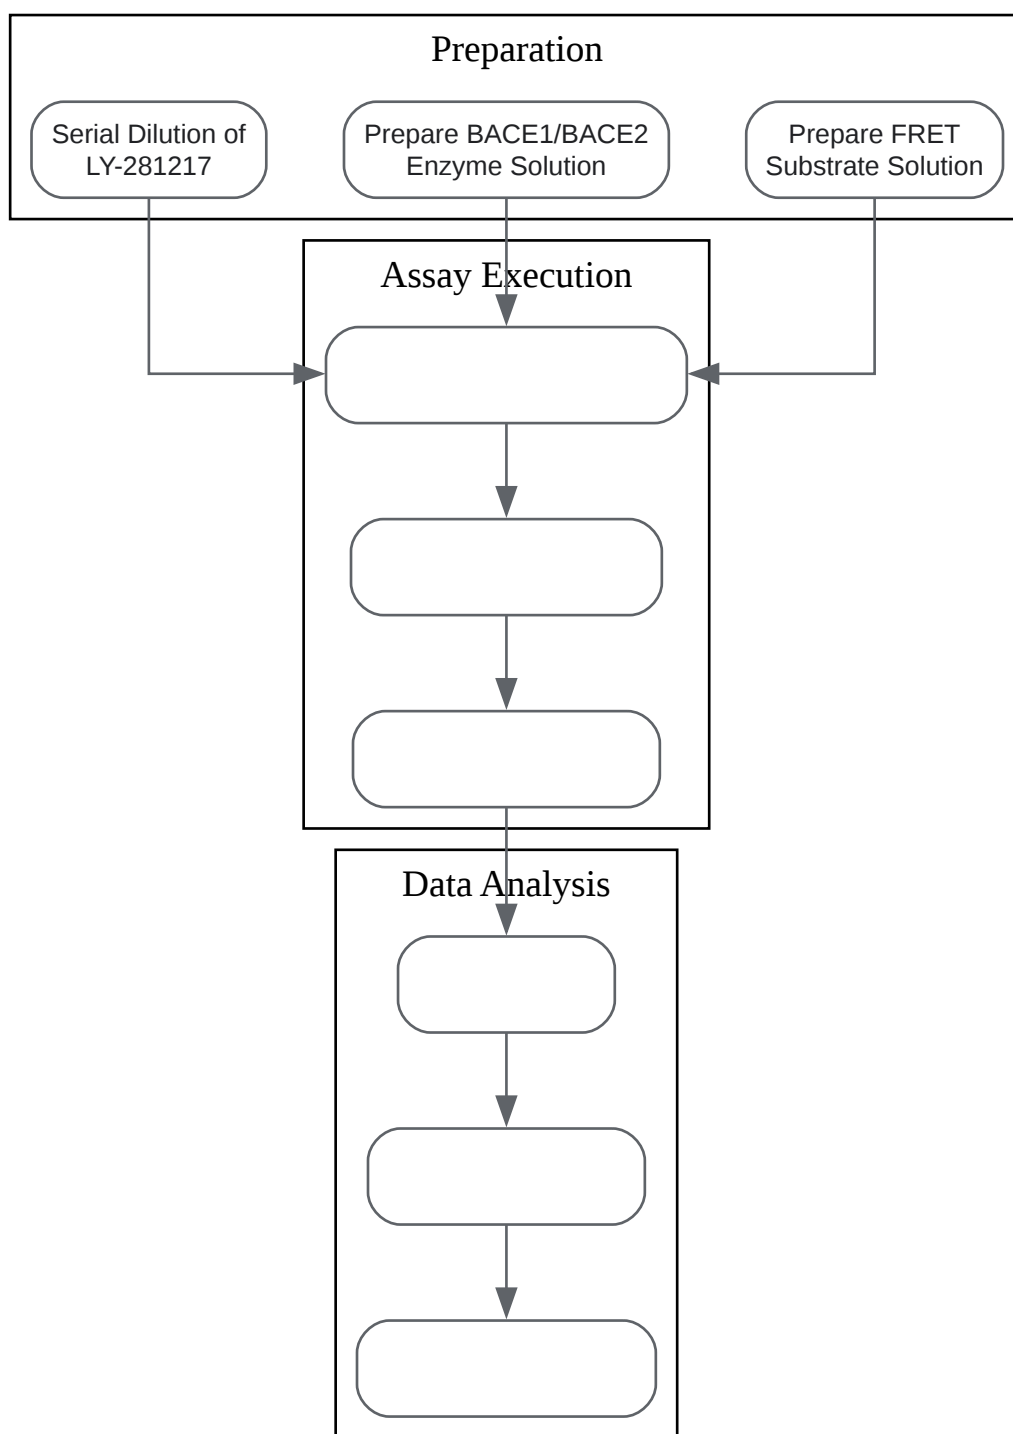 Preparation
Serial Dilution of
LY-281217
Prepare BACE1/BACE2
Enzyme Solution
Prepare FRET
Substrate Solution
Assay Execution
Data Analysis